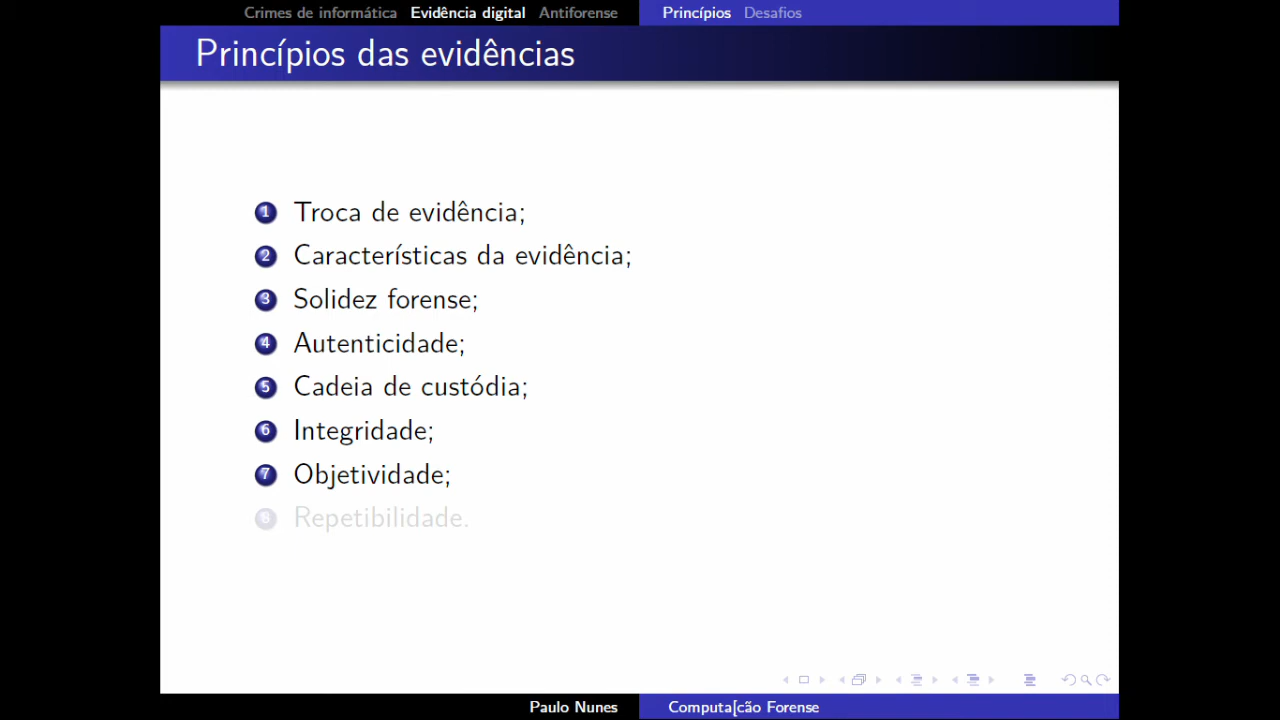 Crimes de informática Evidência digital Antiforense Princípios Desafios
Princípios das evidências
1 Troca de evidência;
2 Características da evidência;
3 Solidez forense;
4 Autenticidade;
5 Cadeia de custódia;
6 Integridade;
7 Objetividade;
8 Repetibilidade.
Paulo Nunes Computa[cão Forense